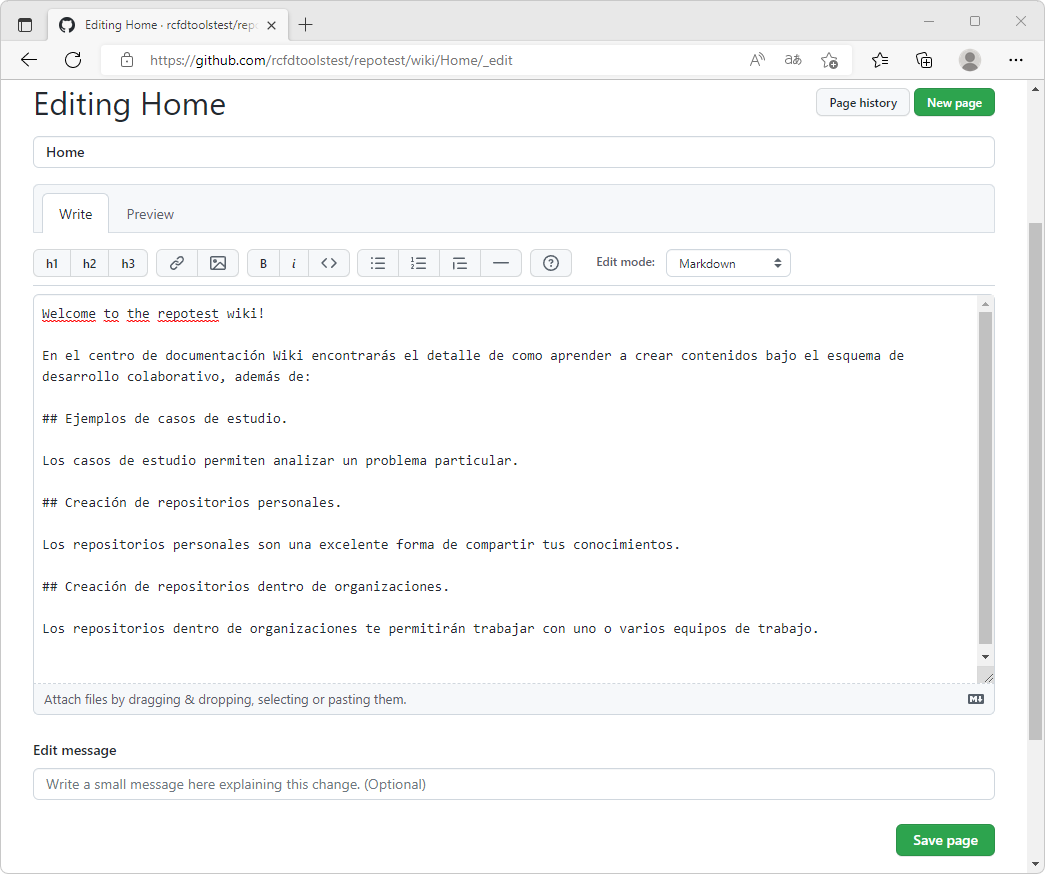 Editing Home · rcfdtoolstest/repo
https://github.com/rcfdtoolstest/repotest/wiki/Home/_edit
Editing Home
Page history
New page
Home
Write
Preview
h1 h2 h3 B i Edit mode: Markdown
Welcome to the repotest wiki!
En el centro de documentación Wiki encontrarás el detalle de como aprender a crear contenidos bajo el esquema de
desarrollo colaborativo, además de:
## Ejemplos de casos de estudio.
Los casos de estudio permiten analizar un problema particular.
## Creación de repositorios personales.
Los repositorios personales son una excelente forma de compartir tus conocimientos.
## Creación de repositorios dentro de organizaciones.
Los repositorios dentro de organizaciones te permitirán trabajar con uno o varios equipos de trabajo.
Attach files by dragging & dropping, selecting or pasting them.
Edit message
Write a small message here explaining this change. (Optional)
Save page